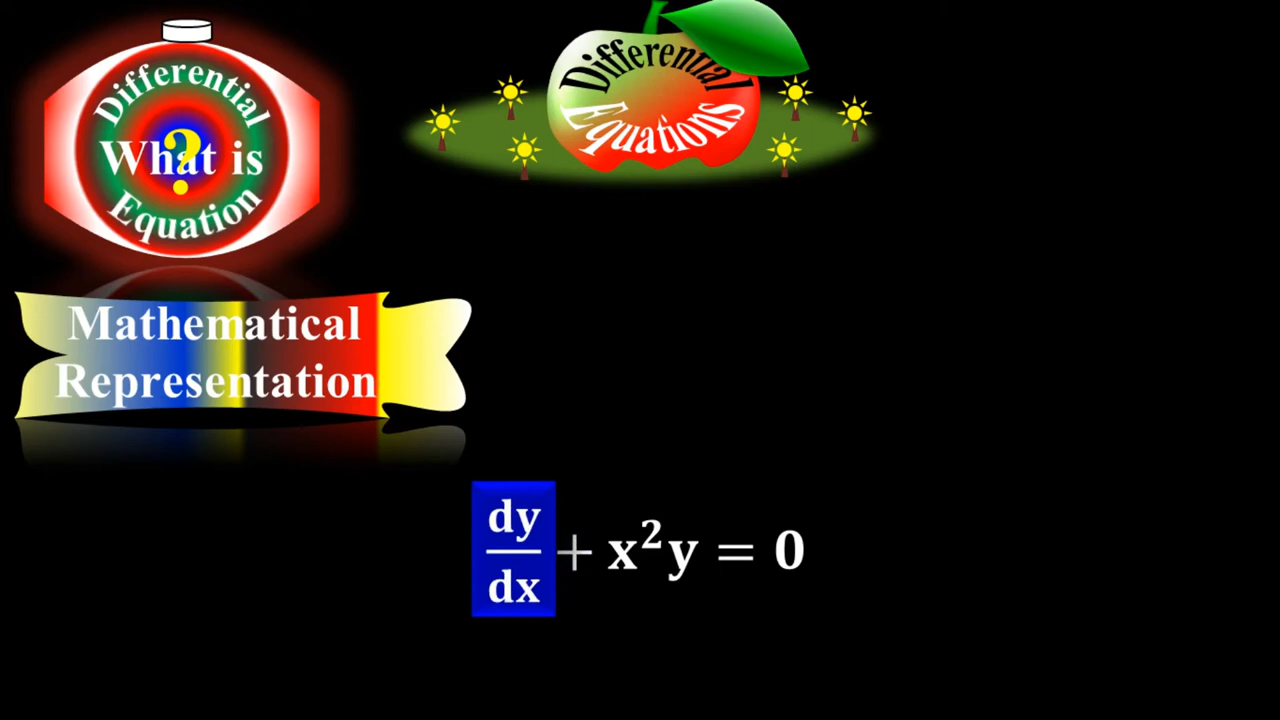 Differential
What is
?
Equation
Differential
Equations
Mathematical
Representation
dy/dx + x²y = 0